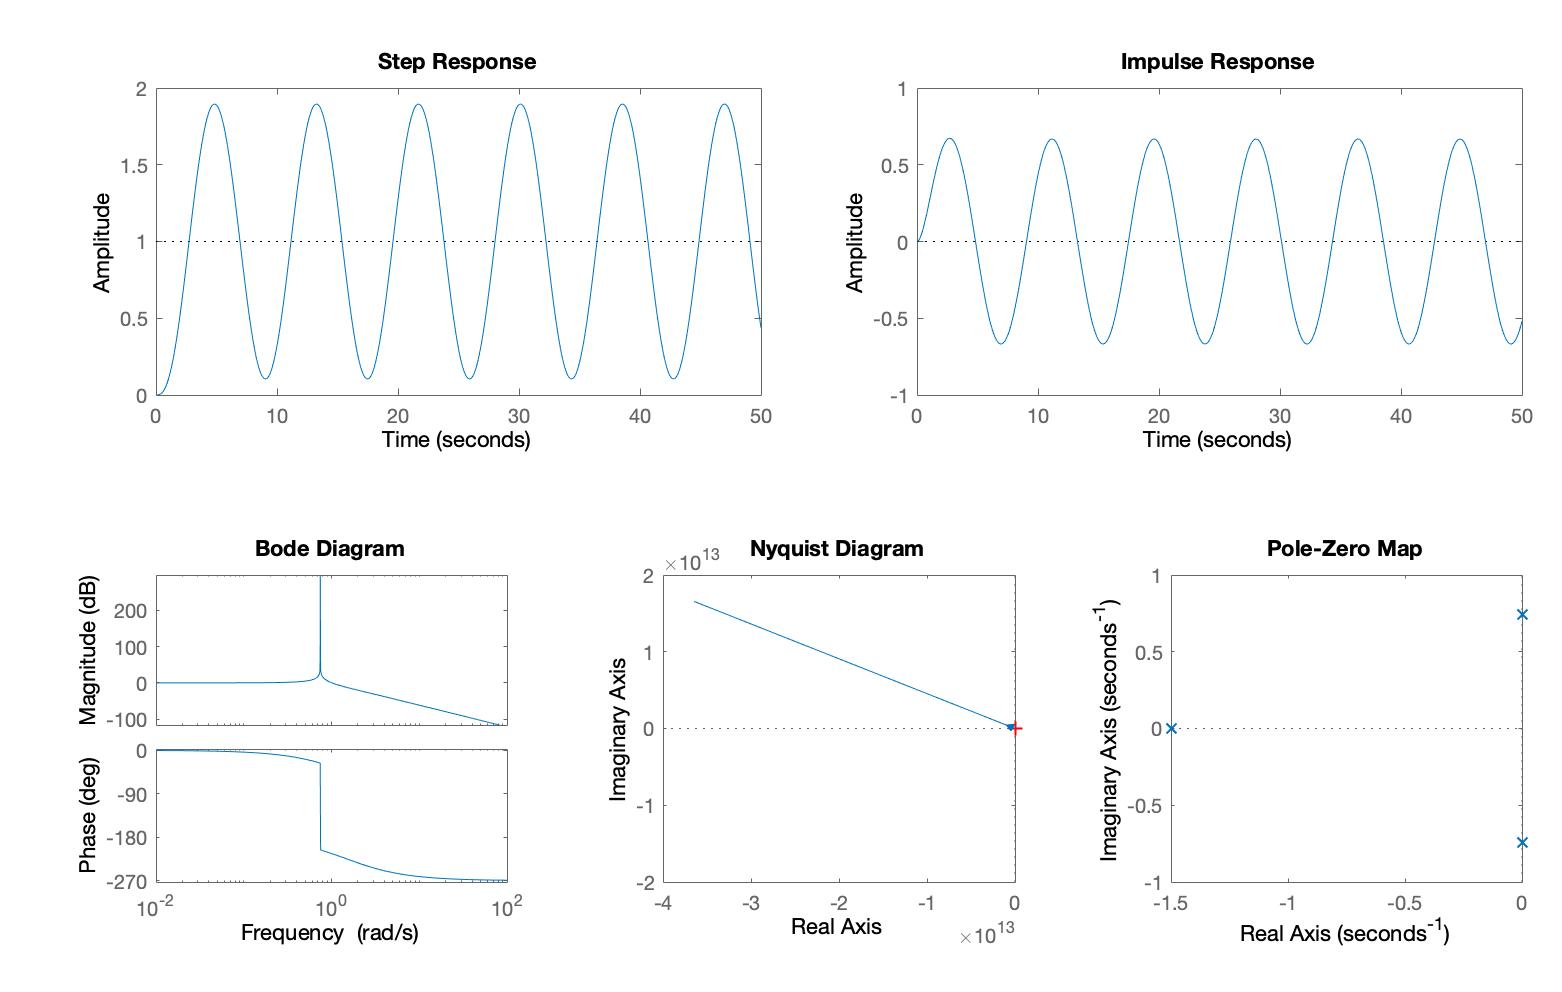 Step Response
2
1.5
1
0.5
0
Amplitude
0 10 20 30 40 50
Time (seconds)
Impulse Response
1
0.5
0
-0.5
-1
Amplitude
0 10 20 30 40 50
Time (seconds)
Bode Diagram
200
100
0
-100
Magnitude (dB)
0
-90
-180
-270
Phase (deg)
10^-2 10^0 10^2
Frequency (rad/s)
Nyquist Diagram
×10^13
2
1
0
-1
-2
Imaginary Axis
-4 -3 -2 -1 0
Real Axis
×10^13
Pole-Zero Map
1
0.5
0
-0.5
-1
Imaginary Axis (seconds^-1)
-1.5 -1 -0.5 0
Real Axis (seconds^-1)